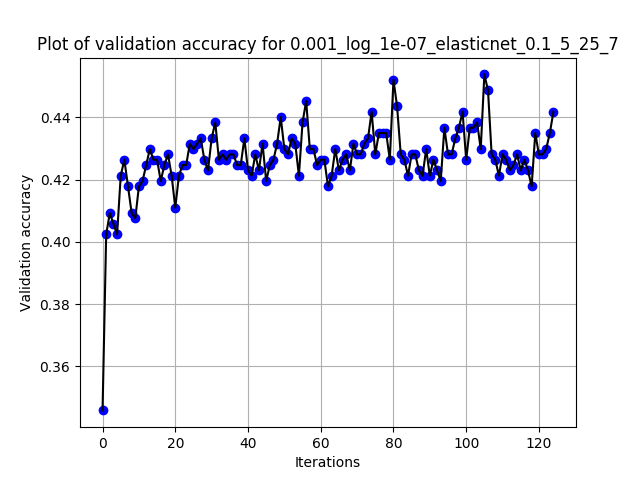 Plot of validation accuracy for 0.001_log_1e-07_elasticnet_0.1_5_25_7
0.44
0.42
0.40
0.38
0.36
Validation accuracy
0 20 40 60 80 100 120
Iterations